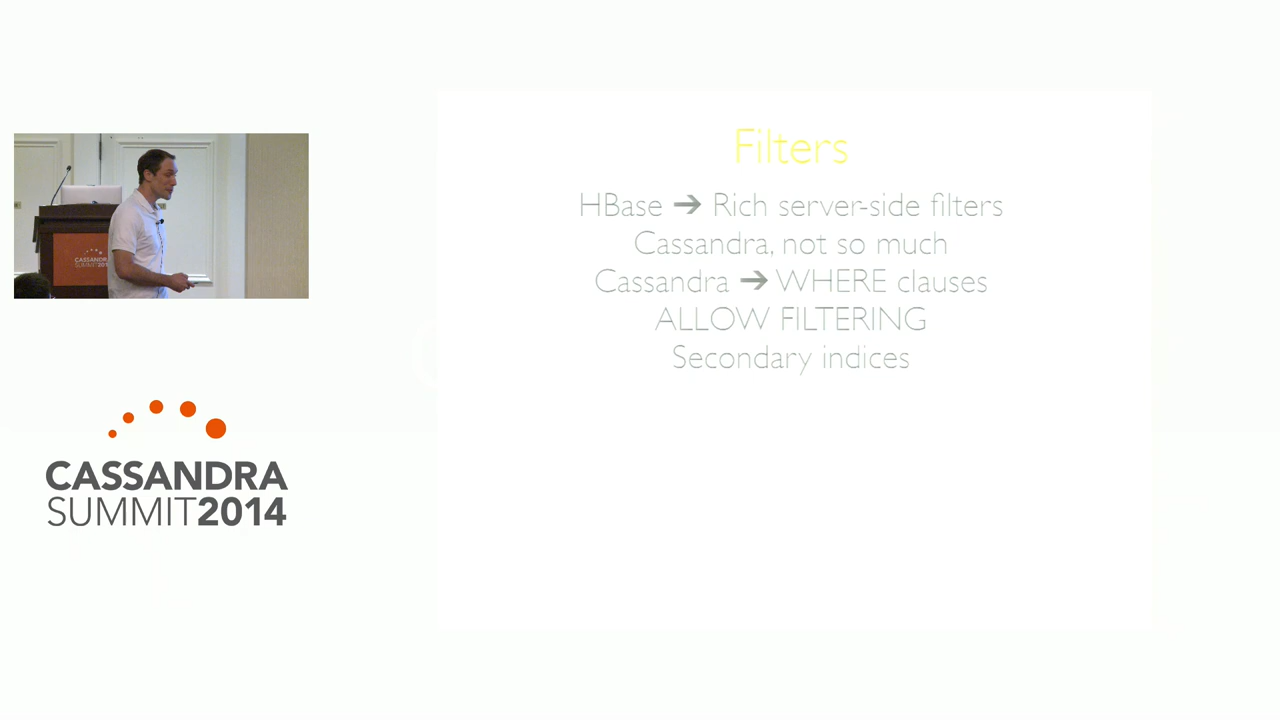 Filters
HBase ➔ Rich server-side filters
Cassandra, not so much
Cassandra ➔ WHERE clauses
ALLOW FILTERING
Secondary indices
CASSANDRA
SUMMIT2014